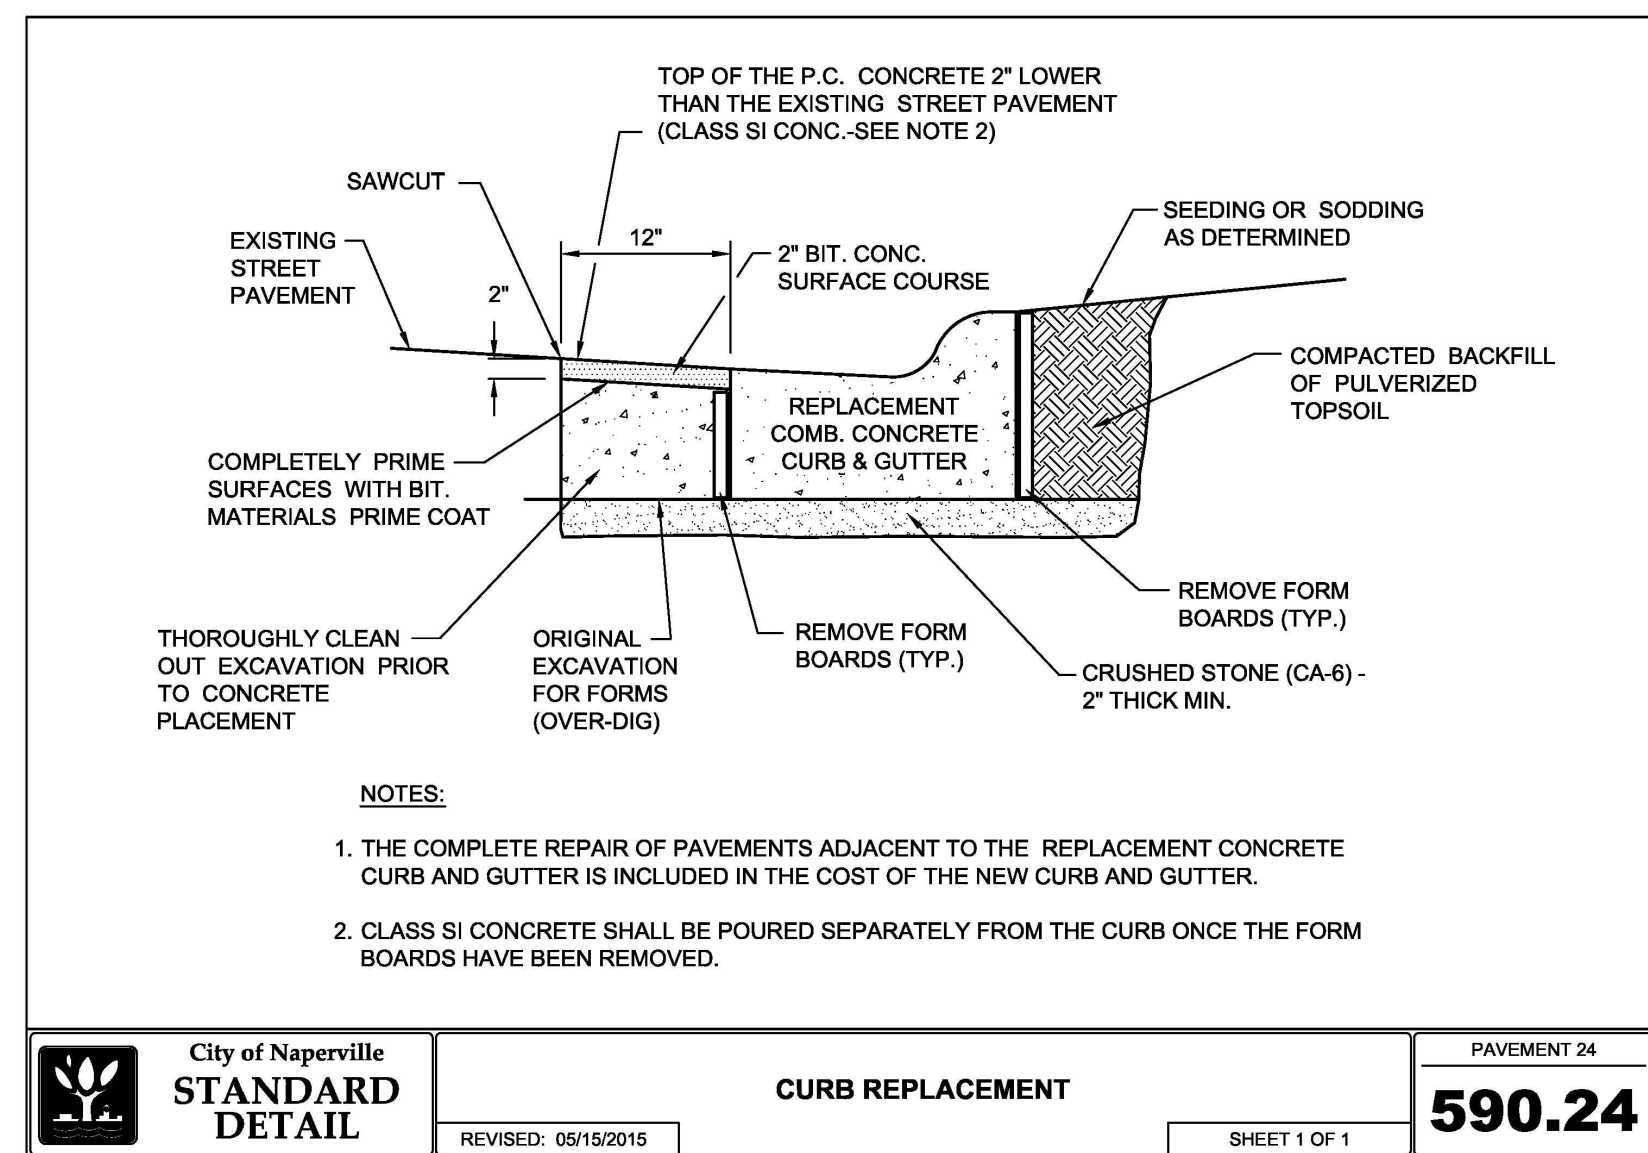 TOP OF THE P.C. CONCRETE 2" LOWER
THAN THE EXISTING STREET PAVEMENT
(CLASS SI CONC.-SEE NOTE 2)
SAWCUT
EXISTING
STREET
PAVEMENT
2"
12"
2" BIT. CONC.
SURFACE COURSE
SEEDING OR SODDING
AS DETERMINED
COMPACTED BACKFILL
OF PULVERIZED
TOPSOIL
REPLACEMENT
COMB. CONCRETE
CURB & GUTTER
COMPLETELY PRIME
SURFACES WITH BIT.
MATERIALS PRIME COAT
THOROUGHLY CLEAN
OUT EXCAVATION PRIOR
TO CONCRETE
PLACEMENT
ORIGINAL
EXCAVATION
FOR FORMS
(OVER-DIG)
REMOVE FORM
BOARDS (TYP.)
REMOVE FORM
BOARDS (TYP.)
CRUSHED STONE (CA-6) -
2" THICK MIN.
NOTES:
1. THE COMPLETE REPAIR OF PAVEMENTS ADJACENT TO THE REPLACEMENT CONCRETE
CURB AND GUTTER IS INCLUDED IN THE COST OF THE NEW CURB AND GUTTER.
2. CLASS SI CONCRETE SHALL BE POURED SEPARATELY FROM THE CURB ONCE THE FORM
BOARDS HAVE BEEN REMOVED.
City of Naperville
STANDARD
DETAIL
CURB REPLACEMENT
REVISED: 05/15/2015
SHEET 1 OF 1
PAVEMENT 24
590.24